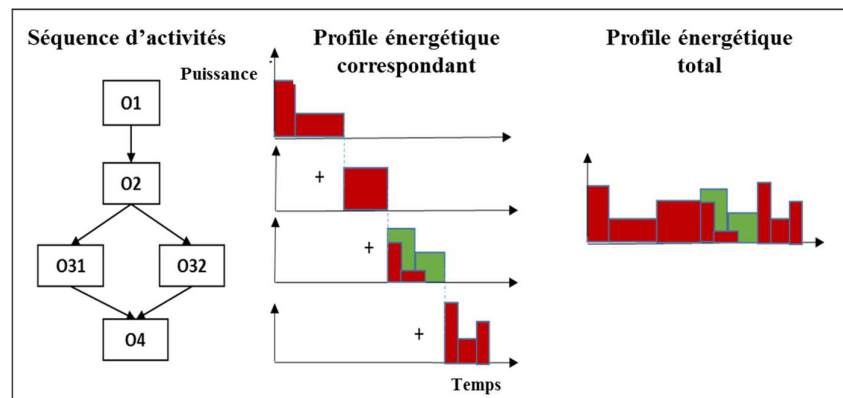 Séquence d’activités
Profile énergétique
correspondant
Profile énergétique
total
Puissance
O1
O2
O31
O32
O4
+
+
+
Temps